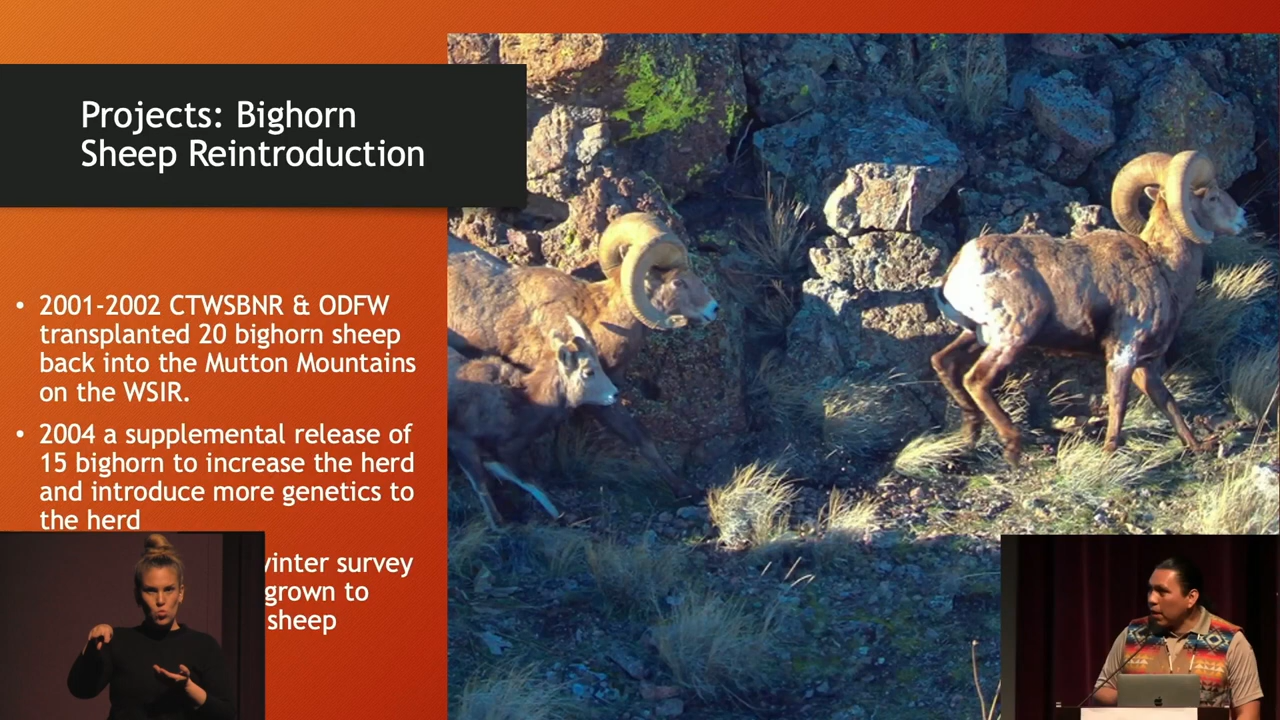 Projects: Bighorn
Sheep Reintroduction
• 2001-2002 CTWSBNR & ODFW
transplanted 20 bighorn sheep
back into the Mutton Mountains
on the WSIR.
• 2004 a supplemental release of
15 bighorn to increase the herd
and introduce more genetics to
the herd
winter survey
grown to
sheep